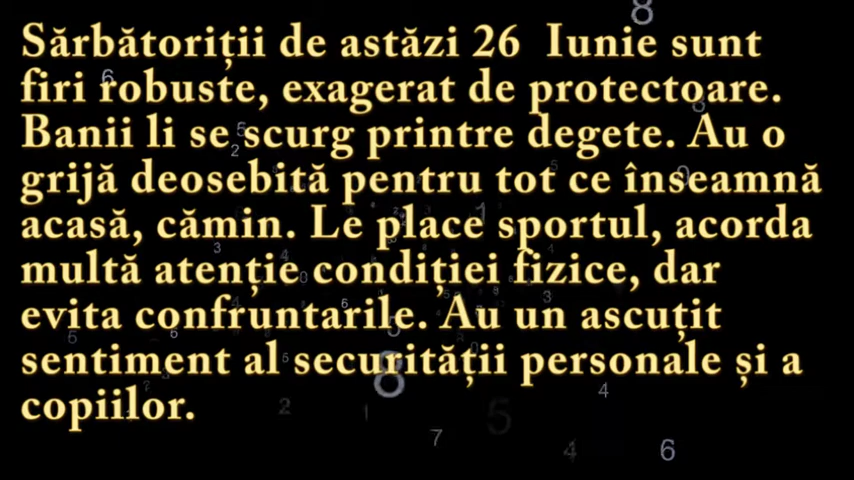 Sărbătoriții de astăzi 26 Iunie sunt
firi robuste, exagerat de protectoare.
Banii li se scurg printre degete. Au o
grijă deosebită pentru tot ce înseamnă
acasă, cămin. Le place sportul, acorda
multă atenție condiției fizice, dar
evita confruntarile. Au un ascuțit
sentiment al securității personale și a
copiilor.